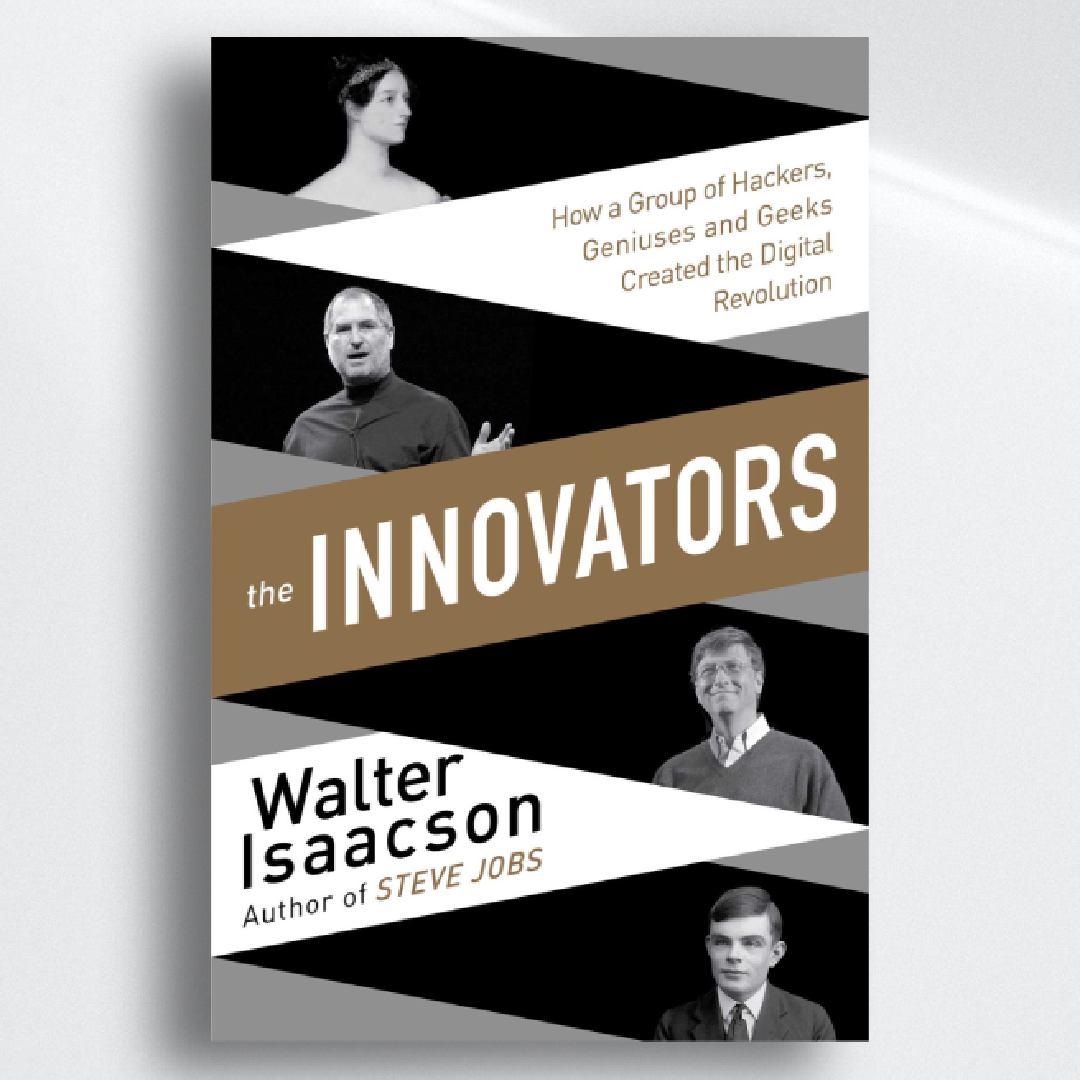 How a Group of Hackers,
Geniuses and Geeks
Created the Digital
Revolution
the INNOVATORS
Walter
Isaacson
Author of STEVE JOBS